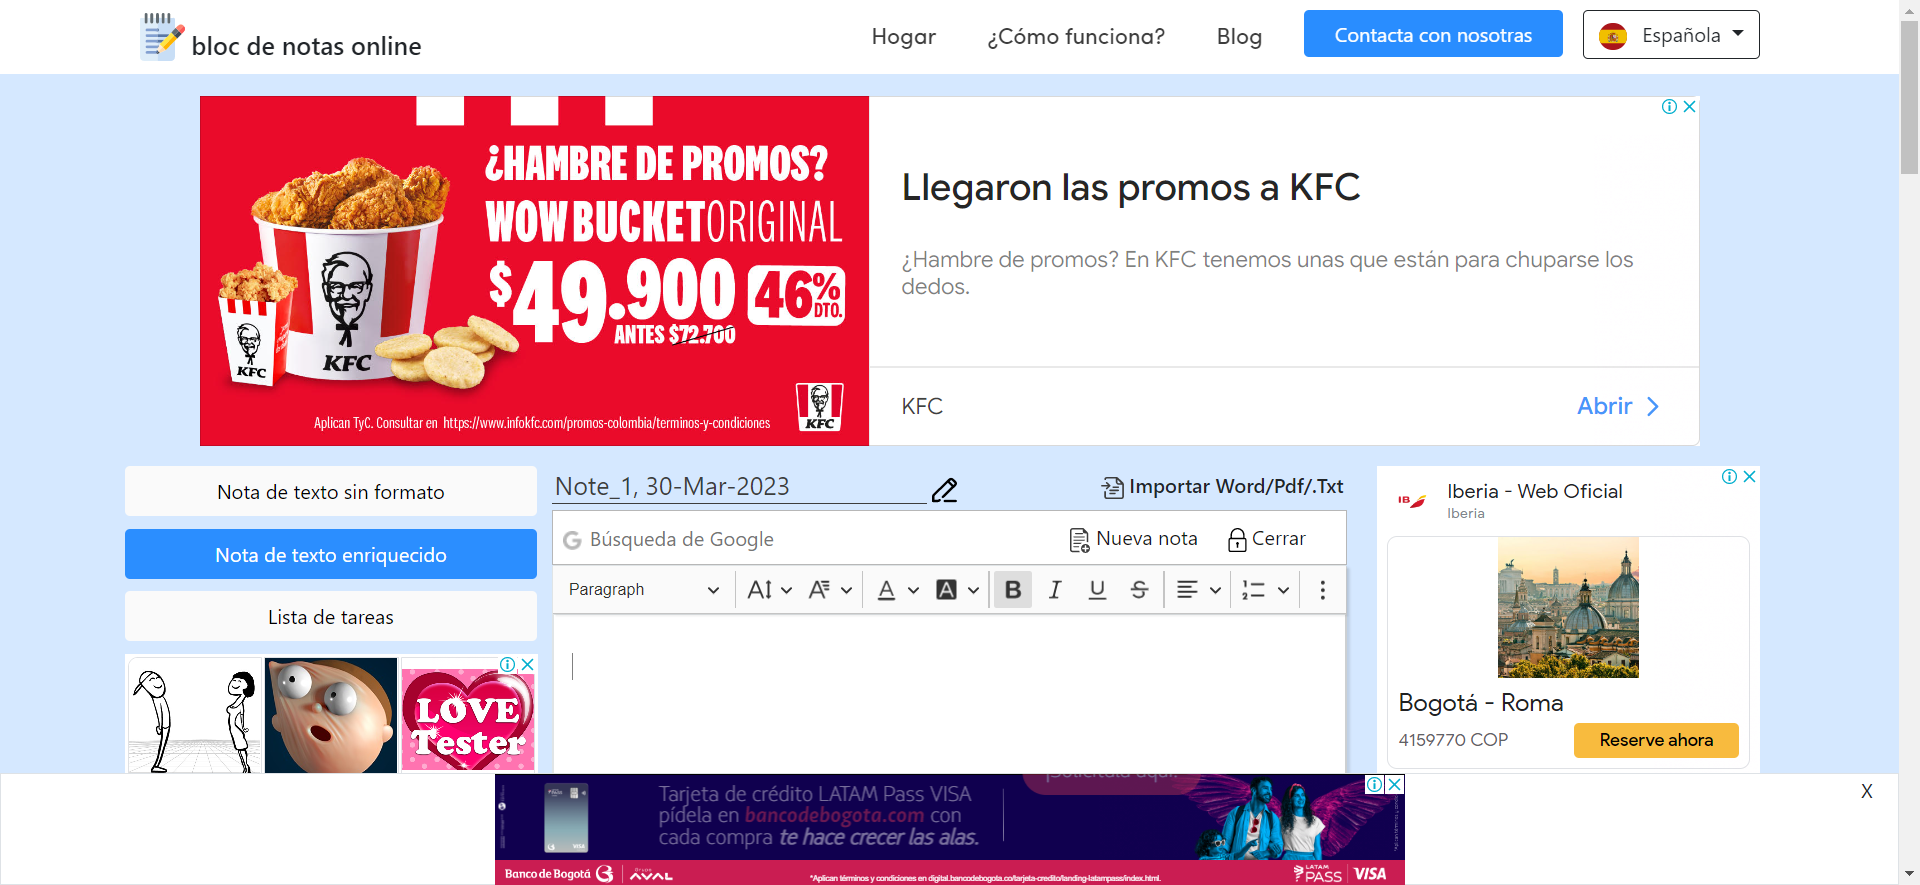 bloc de notas online
Hogar
¿Cómo funciona?
Blog
Contacta con nosotras
Española
¿HAMBRE DE PROMOS?
WOW BUCKET ORIGINAL
$49.900
46% DTO.
ANTES $72.700
KFC
KFC
KFC
Aplican TyC. Consultar en https://www.infokfc.com/promos-colombia/terminos-y-condiciones
Llegaron las promos a KFC
¿Hambre de promos? En KFC tenemos unas que están para chuparse los
dedos.
KFC
Abrir
Nota de texto sin formato
Nota de texto enriquecido
Lista de tareas
LOVE
Tester
Note_1, 30-Mar-2023
Importar Word/Pdf/.Txt
G Búsqueda de Google
Nueva nota
Cerrar
Paragraph
B I U S
IB
Iberia - Web Oficial
Iberia
Bogotá - Roma
4159770 COP
Reserve ahora
Tarjeta de crédito LATAM Pass VISA
pídela en bancodebogota.com con
cada compra te hace crecer las alas.
¡Solicítala aquí!
Banco de Bogotá
Grupo
AVAL
*Aplican términos y condiciones en digital.bancodebogota.co/tarjeta-credito/landing-latampass/index.html.
LATAM
PASS
VISA
X